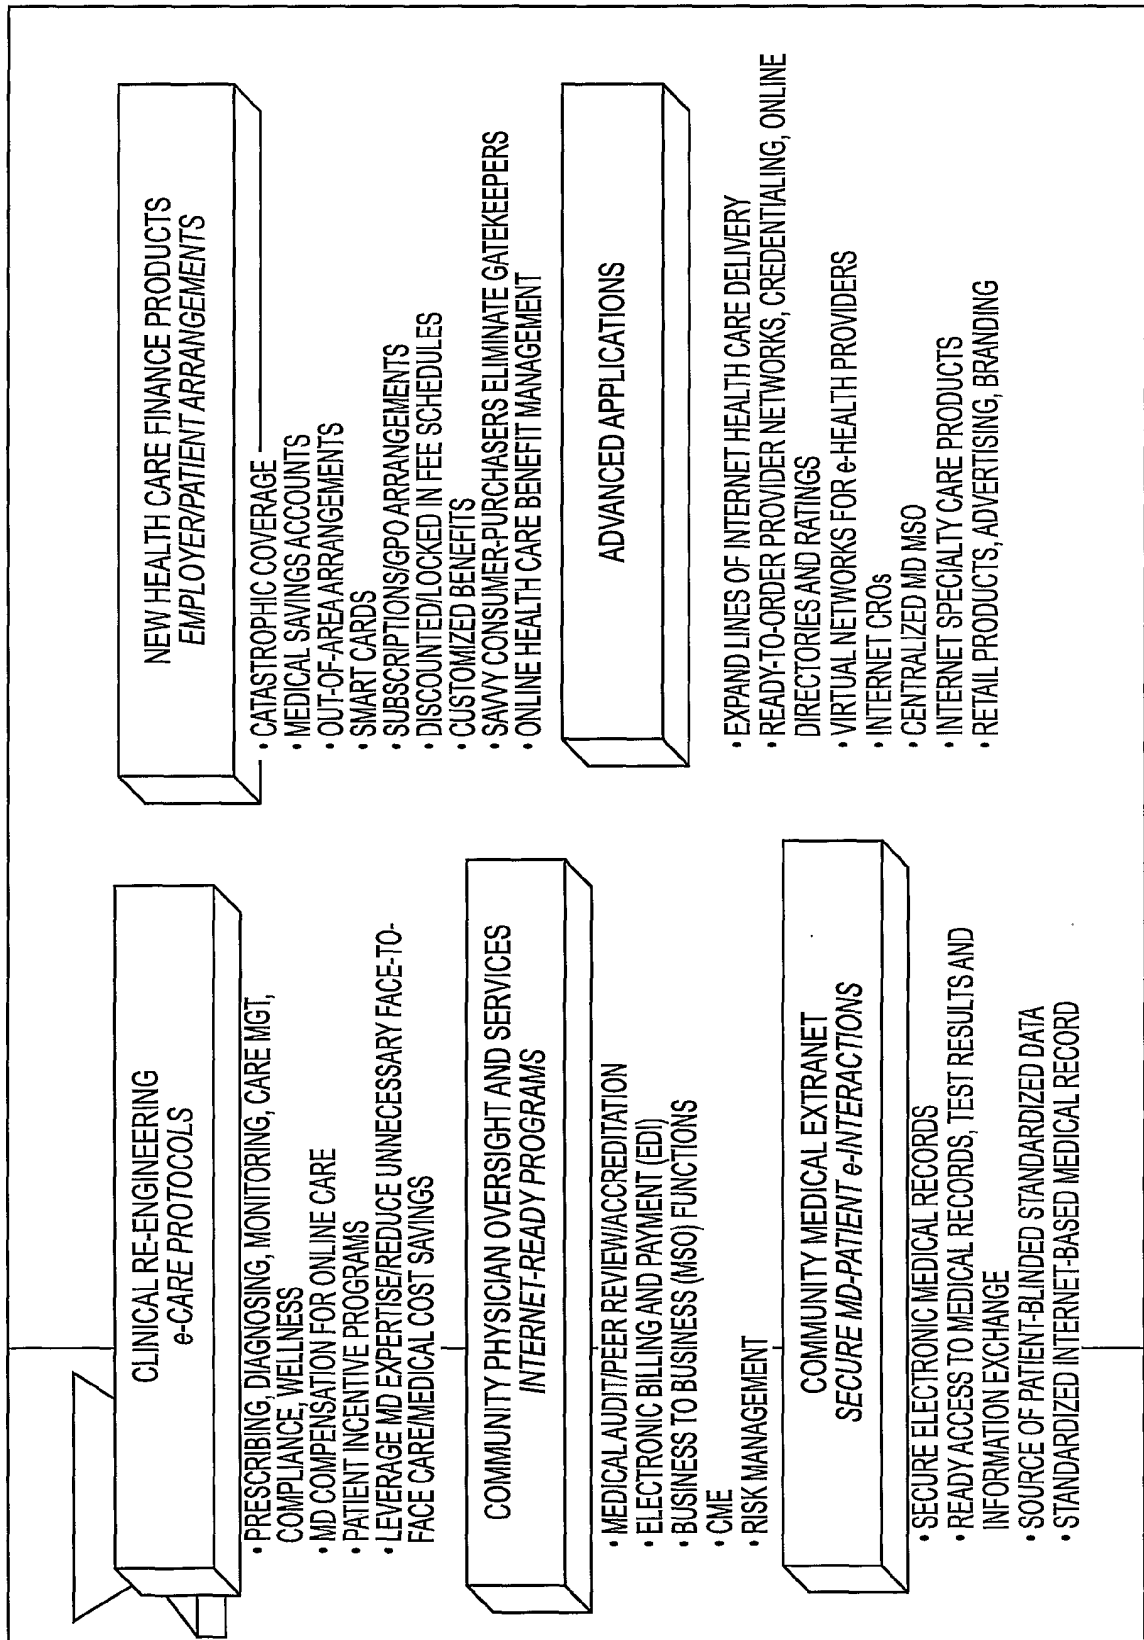 CLINICAL RE-ENGINEERING
e-CARE PROTOCOLS
• PRESCRIBING, DIAGNOSING, MONITORING, CARE MGT,
COMPLIANCE, WELLNESS
• MD COMPENSATION FOR ONLINE CARE
• PATIENT INCENTIVE PROGRAMS
• LEVERAGE MD EXPERTISE/REDUCE UNNECESSARY FACE-TO-
FACE CARE/MEDICAL COST SAVINGS
COMMUNITY PHYSICIAN OVERSIGHT AND SERVICES
INTERNET-READY PROGRAMS
• MEDICAL AUDIT/PEER REVIEW/ACCREDITATION
• ELECTRONIC BILLING AND PAYMENT (EDI)
• BUSINESS TO BUSINESS (MSO) FUNCTIONS
• CME
• RISK MANAGEMENT
COMMUNITY MEDICAL EXTRANET
SECURE MD-PATIENT e-INTERACTIONS
• SECURE ELECTRONIC MEDICAL RECORDS
• READY ACCESS TO MEDICAL RECORDS, TEST RESULTS AND
INFORMATION EXCHANGE
• SOURCE OF PATIENT-BLINDED STANDARDIZED DATA
• STANDARDIZED INTERNET-BASED MEDICAL RECORD
NEW HEALTH CARE FINANCE PRODUCTS
EMPLOYER/PATIENT ARRANGEMENTS
• CATASTROPHIC COVERAGE
• MEDICAL SAVINGS ACCOUNTS
• OUT-OF-AREA ARRANGEMENTS
• SMART CARDS
• SUBSCRIPTIONS/GPO ARRANGEMENTS
• DISCOUNTED/LOCKED IN FEE SCHEDULES
• CUSTOMIZED BENEFITS
• SAVVY CONSUMER-PURCHASERS ELIMINATE GATEKEEPERS
• ONLINE HEALTH CARE BENEFIT MANAGEMENT
ADVANCED APPLICATIONS
• EXPAND LINES OF INTERNET HEALTH CARE DELIVERY
• READY-TO-ORDER PROVIDER NETWORKS, CREDENTIALING, ONLINE
DIRECTORIES AND RATINGS
• VIRTUAL NETWORKS FOR e-HEALTH PROVIDERS
• INTERNET CROs
• CENTRALIZED MD MSO
• INTERNET SPECIALTY CARE PRODUCTS
• RETAIL PRODUCTS, ADVERTISING, BRANDING